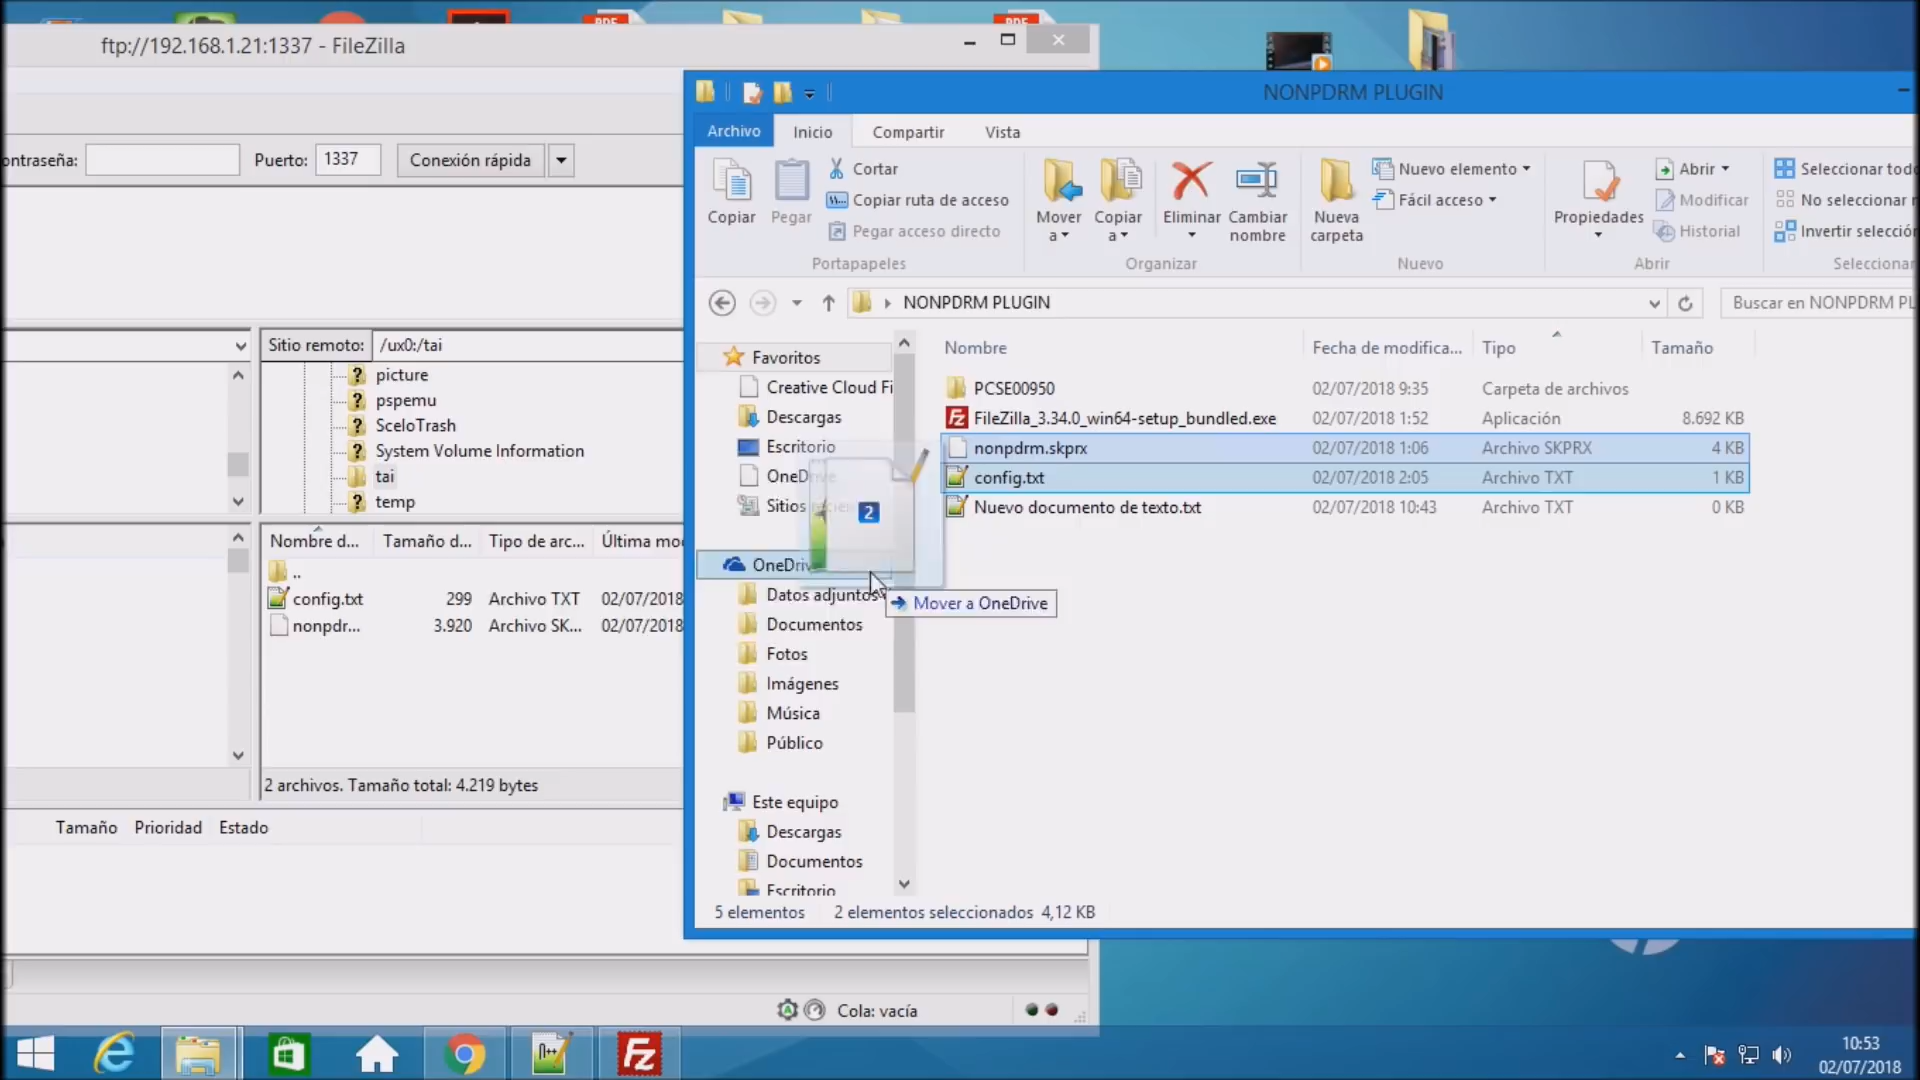 PDF
PDF
ftp://192.168.1.21:1337 - FileZilla
ontraseña:
Puerto: 1337
Conexión rápida
Sitio remoto: /ux0:/tai
picture
pspemu
SceloTrash
System Volume Information
tai
temp
Nombre d... Tamaño d... Tipo de arc... Última mo
..
config.txt 299 Archivo TXT 02/07/2018
nonpdr... 3.920 Archivo SK... 02/07/2018
2 archivos. Tamaño total: 4.219 bytes
Tamaño Prioridad Estado
Cola: vacía
NONPDRM PLUGIN
Archivo Inicio Compartir Vista
Copiar
Pegar
Cortar
Copiar ruta de acceso
Pegar acceso directo
Portapapeles
Mover a
Copiar a
Eliminar
Cambiar nombre
Organizar
Nueva carpeta
Nuevo elemento
Fácil acceso
Nuevo
Propiedades
Abrir
Modificar
Historial
Abrir
Seleccionar todo
No seleccionar
Invertir selecció
Seleccionar
NONPDRM PLUGIN
Buscar en NONPDRM PL
Favoritos
Creative Cloud Fi
Descargas
Escritorio
OneDriv
Sitios
OneDriv
Datos adjuntos
Documentos
Fotos
Imágenes
Música
Público
Este equipo
Descargas
Documentos
Escritorio
Nombre Fecha de modifica... Tipo Tamaño
PCSE00950 02/07/2018 9:35 Carpeta de archivos
FileZilla_3.34.0_win64-setup_bundled.exe 02/07/2018 1:52 Aplicación 8.692 KB
nonpdrm.skprx 02/07/2018 1:06 Archivo SKPRX 4 KB
config.txt 02/07/2018 2:05 Archivo TXT 1 KB
Nuevo documento de texto.txt 02/07/2018 10:43 Archivo TXT 0 KB
2
Mover a OneDrive
5 elementos 2 elementos seleccionados 4,12 KB
10:53
02/07/2018